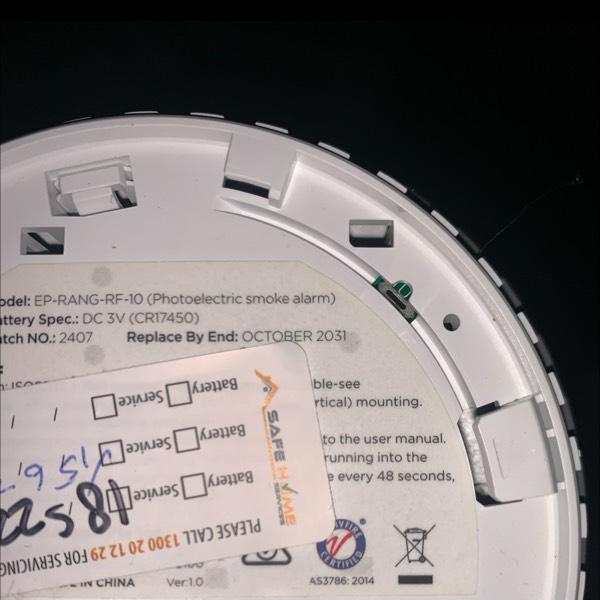 odel: EP-RANG-RF-10 (Photoelectric smoke alarm)
attery Spec.: DC 3V (CR17450)
atch NO.: 2407 Replace By End: OCTOBER 2031
ble-see
rtical) mounting.
to the user manual.
running into the
e every 48 seconds,
SAFE HOME
Battery Service
Battery Service
Battery Service
PLEASE CALL 1300 20 12 29 FOR SERVICING
CERTIFIED
IN CHINA Ver:1.0 AS3786: 2014